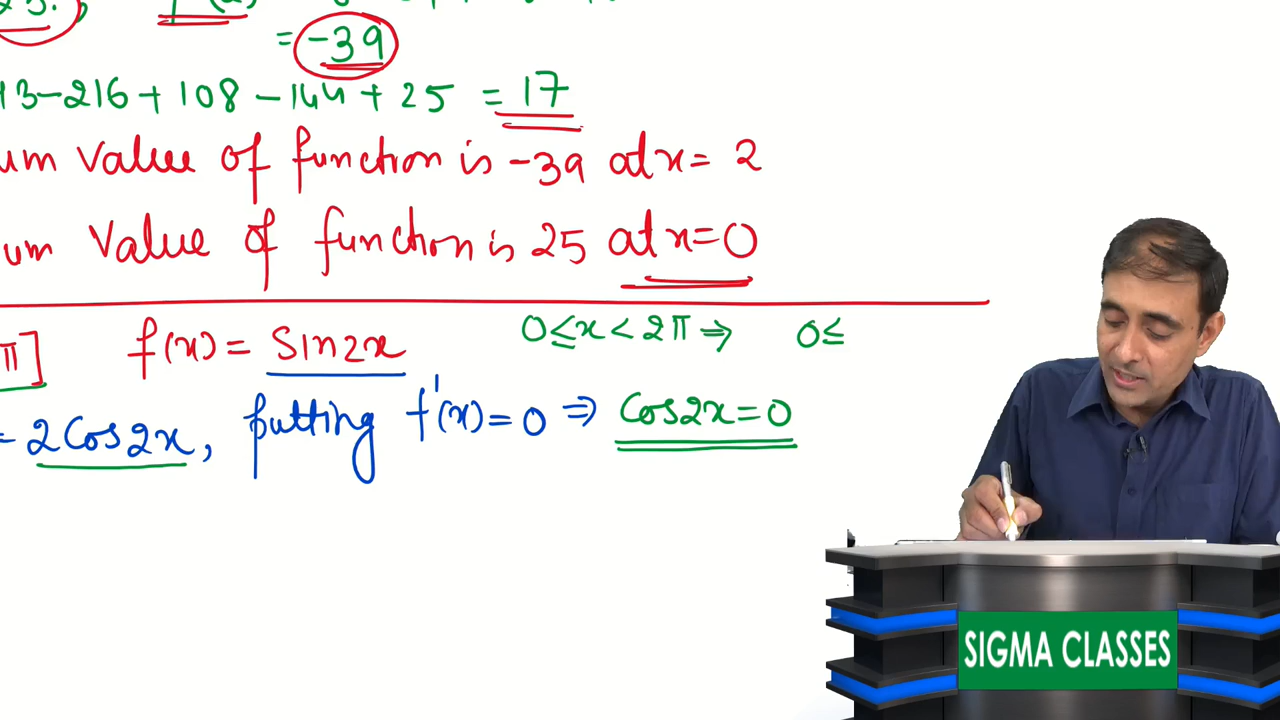 = -39
13-216+108-144+25 = 17
um value of function is -39 at x= 2
um value of function is 25 at x=0
π] f(x)= sin2x 0≤x<2π ⇒ 0≤
= 2cos2x, putting f'(x)=0 ⇒ cos2x=0
SIGMA CLASSES